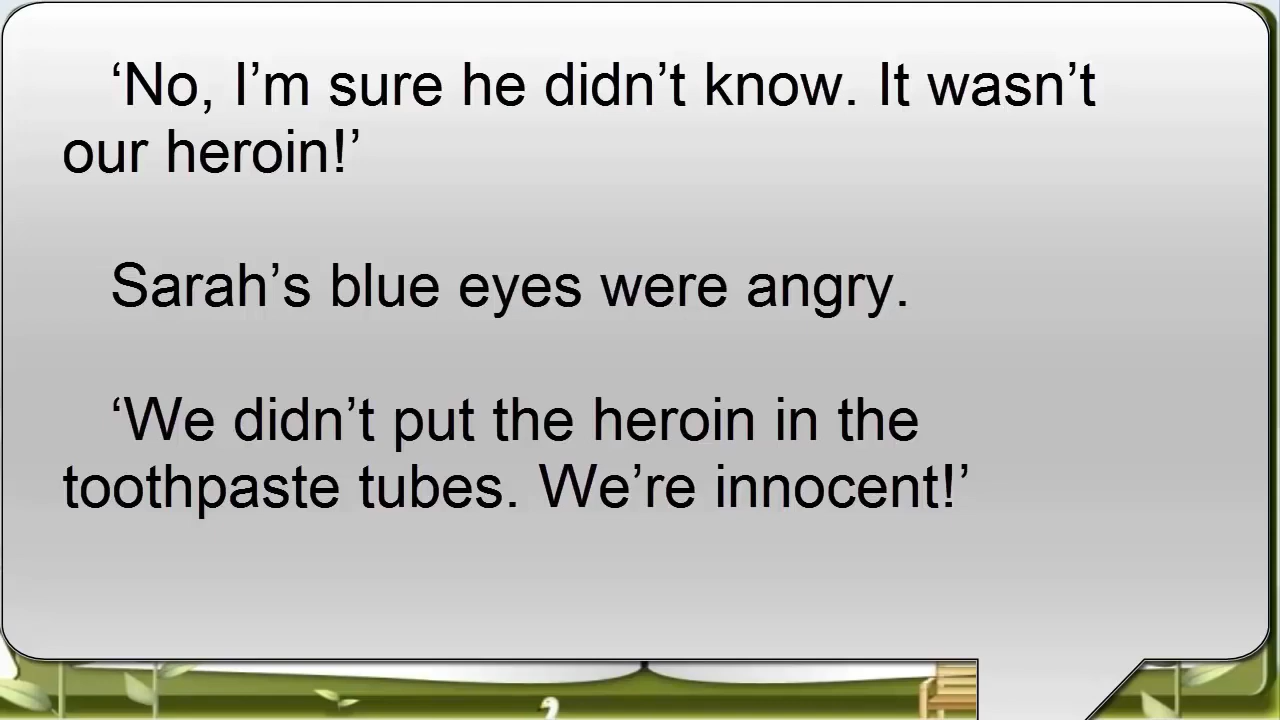 ‘No, I’m sure he didn’t know. It wasn’t
our heroin!’
Sarah’s blue eyes were angry.
‘We didn’t put the heroin in the
toothpaste tubes. We’re innocent!’